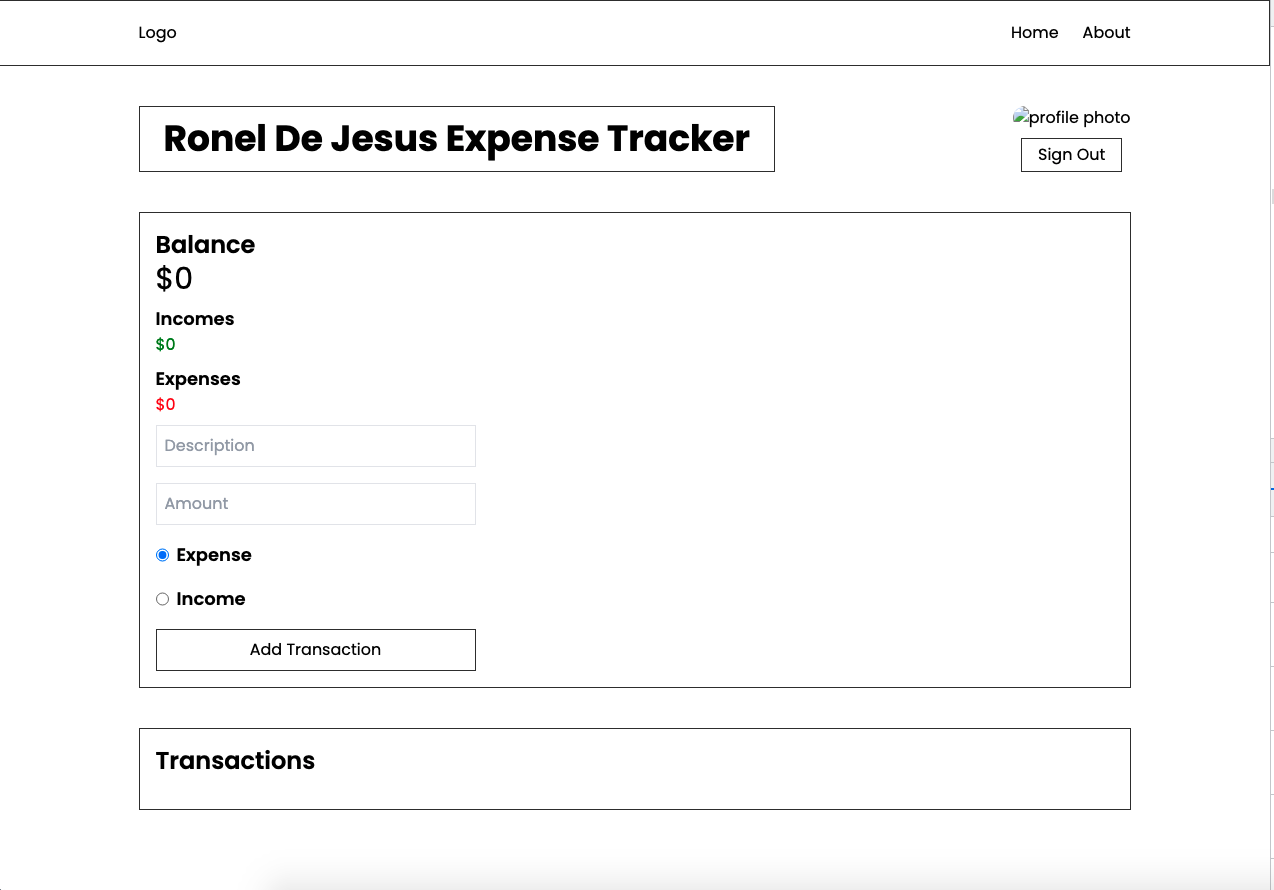 Logo
Home About
Ronel De Jesus Expense Tracker
profile photo
Sign Out
Balance
$0
Incomes
$0
Expenses
$0
Description
Amount
Expense
Income
Add Transaction
Transactions